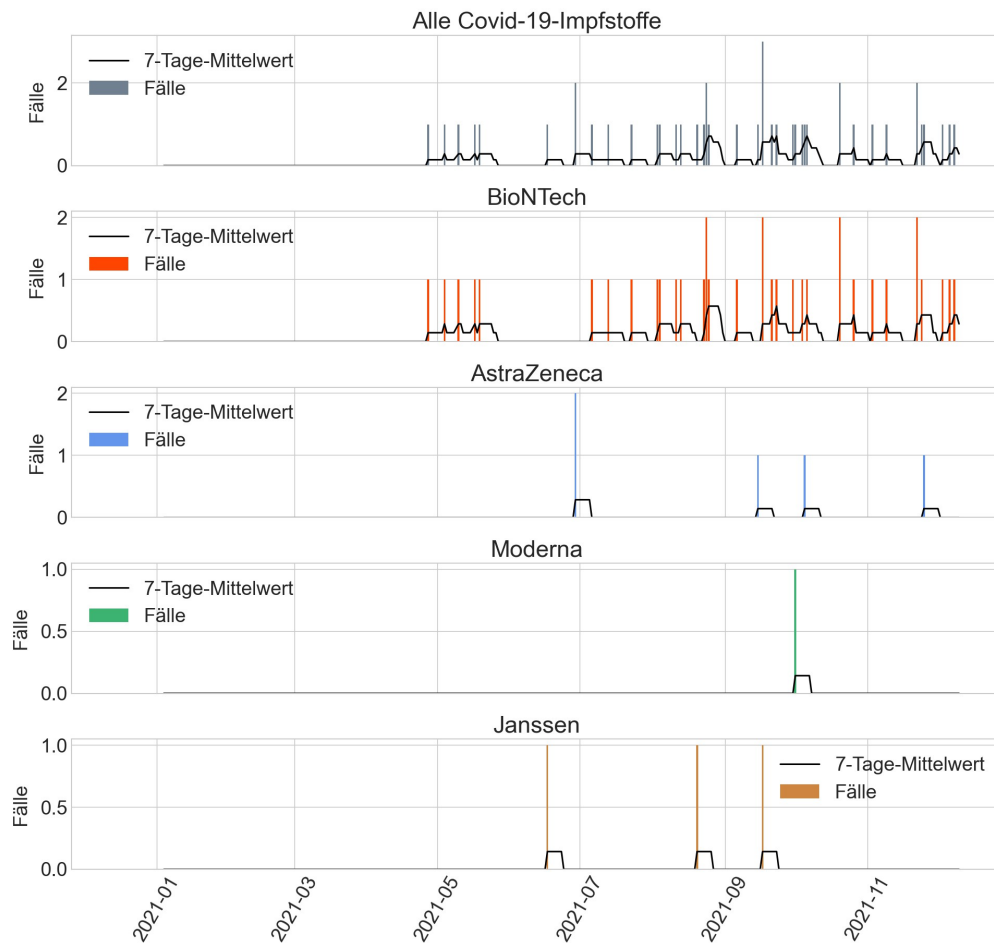 Alle Covid-19-Impfstoffe
7-Tage-Mittelwert
Fälle
Fälle
2
0
BioNTech
7-Tage-Mittelwert
Fälle
Fälle
2
1
0
AstraZeneca
7-Tage-Mittelwert
Fälle
Fälle
2
1
0
Moderna
7-Tage-Mittelwert
Fälle
Fälle
1.0
0.5
0.0
Janssen
7-Tage-Mittelwert
Fälle
Fälle
1.0
0.5
0.0
2021-01
2021-03
2021-05
2021-07
2021-09
2021-11